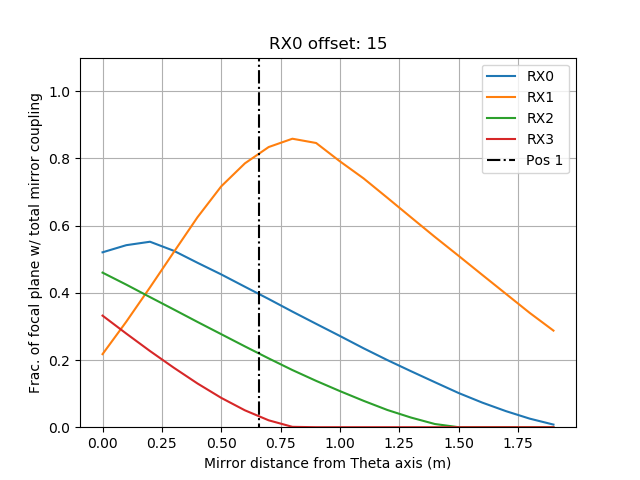 RX0 offset: 15
Frac. of focal plane w/ total mirror coupling
1.0
0.8
0.6
0.4
0.2
0.0
RX0
RX1
RX2
RX3
Pos 1
0.00 0.25 0.50 0.75 1.00 1.25 1.50 1.75
Mirror distance from Theta axis (m)